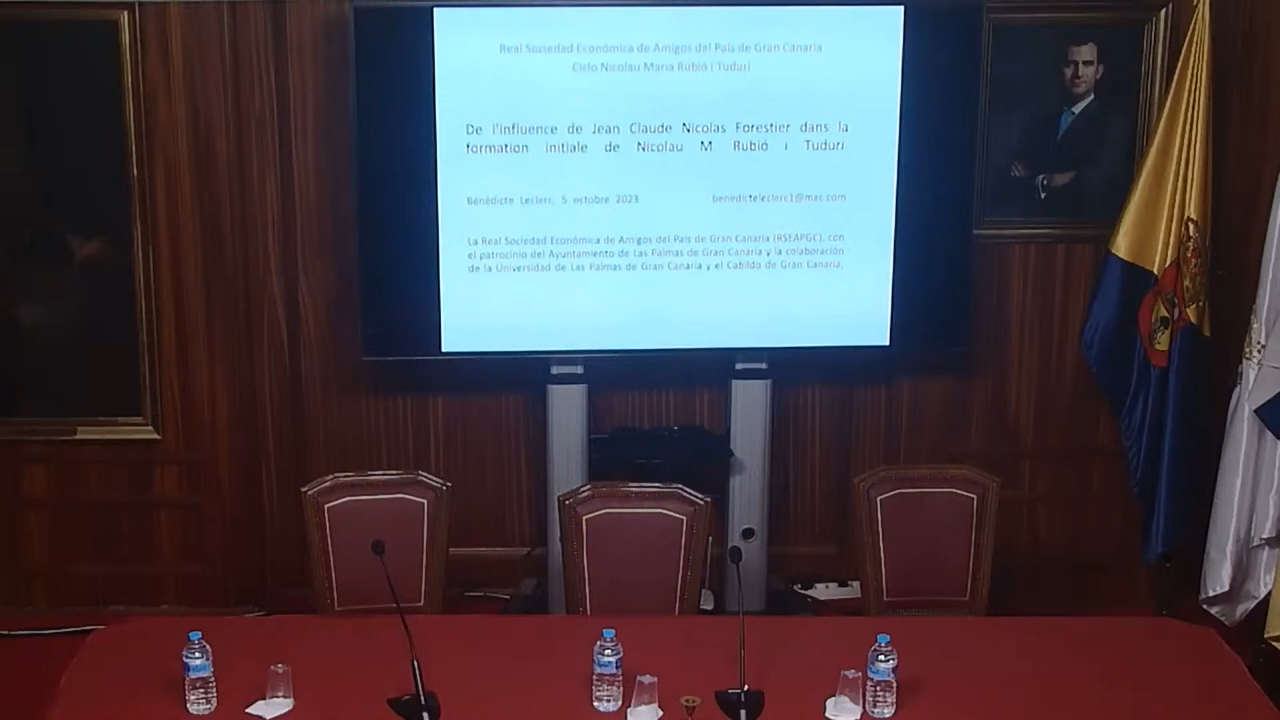 Real Sociedad Económica de Amigos del País de Gran Canaria
Ciclo Nicolau Maria Rubió i Tudurí
De l'influence de Jean Claude Nicolas Forestier dans la
formation initiale de Nicolau M Rubió i Tuduri
Bénédicte Leclerc, 5 octobre 2023 benedicteleclerc1@mac.com
La Real Sociedad Económica de Amigos del País de Gran Canaria (RSEAPGC), con
el patrocinio del Ayuntamiento de Las Palmas de Gran Canaria y la colaboración
de la Universidad de Las Palmas de Gran Canaria y el Cabildo de Gran Canaria,